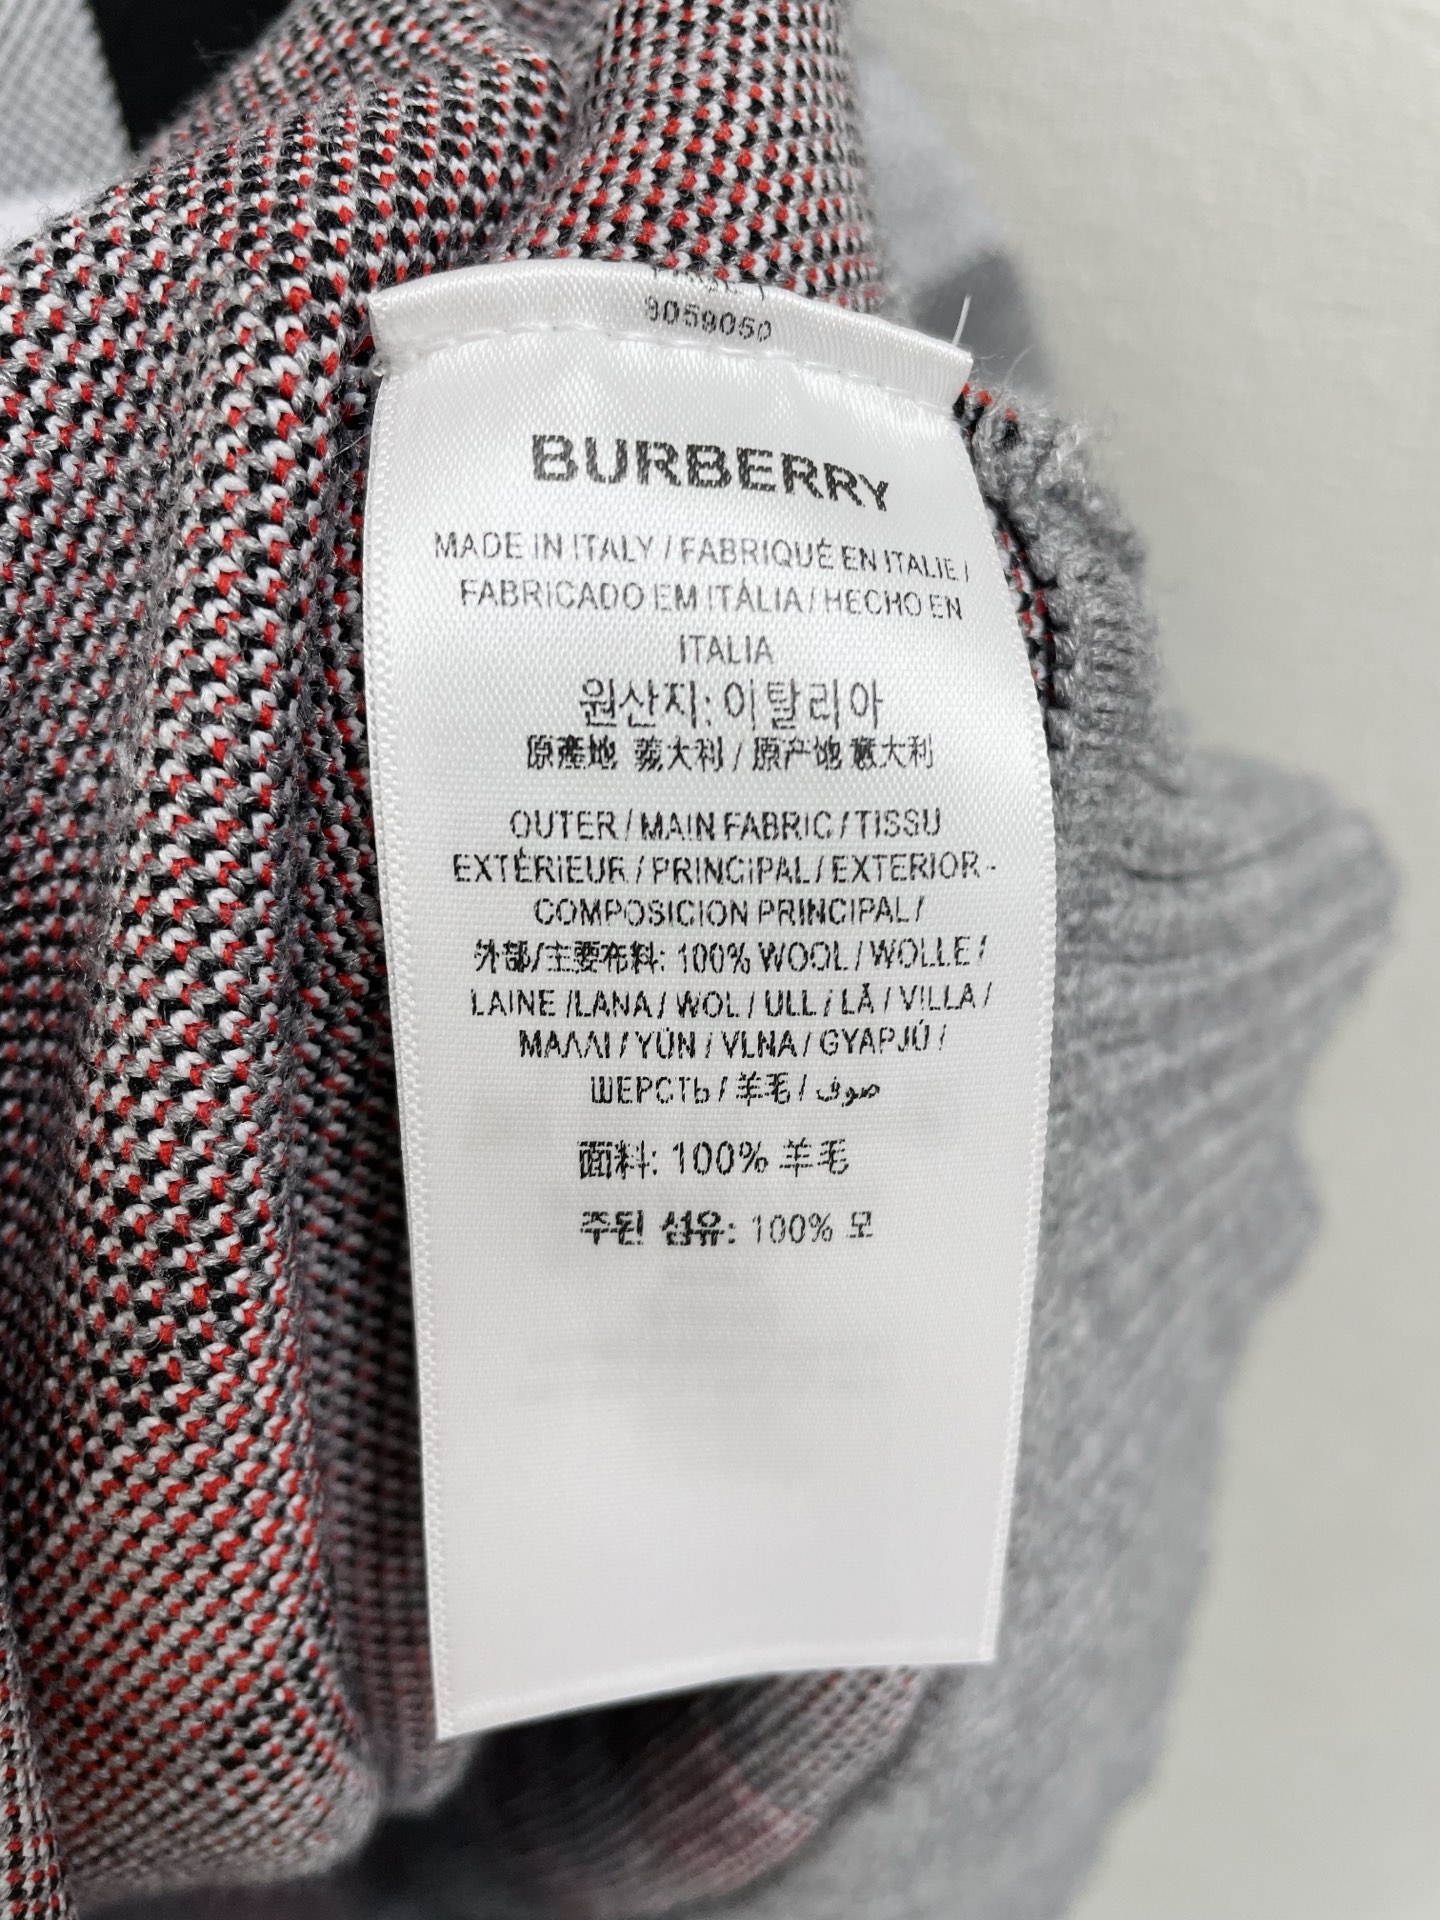 8059050
BURBERRY
MADE IN ITALY / FABRIQUÉ EN ITALIE /
FABRICADO EM ITÁLIA / HECHO EN
ITALIA
원산지: 이탈리아
原產地 義大利 / 原产地 意大利
OUTER / MAIN FABRIC / TISSU
EXTÉRIEUR / PRINCIPAL / EXTERIOR -
COMPOSICION PRINCIPAL /
外部/主要布料: 100% WOOL / WOLLE /
LAINE /LANA / WOL / ULL / LÃ / VILLA /
ΜΑΛΛΙ / YÜN / VLNA / GYAPJÚ /
ШЕРСТЬ / 羊毛 / صوف
面料: 100% 羊毛
주된 섬유: 100% 모